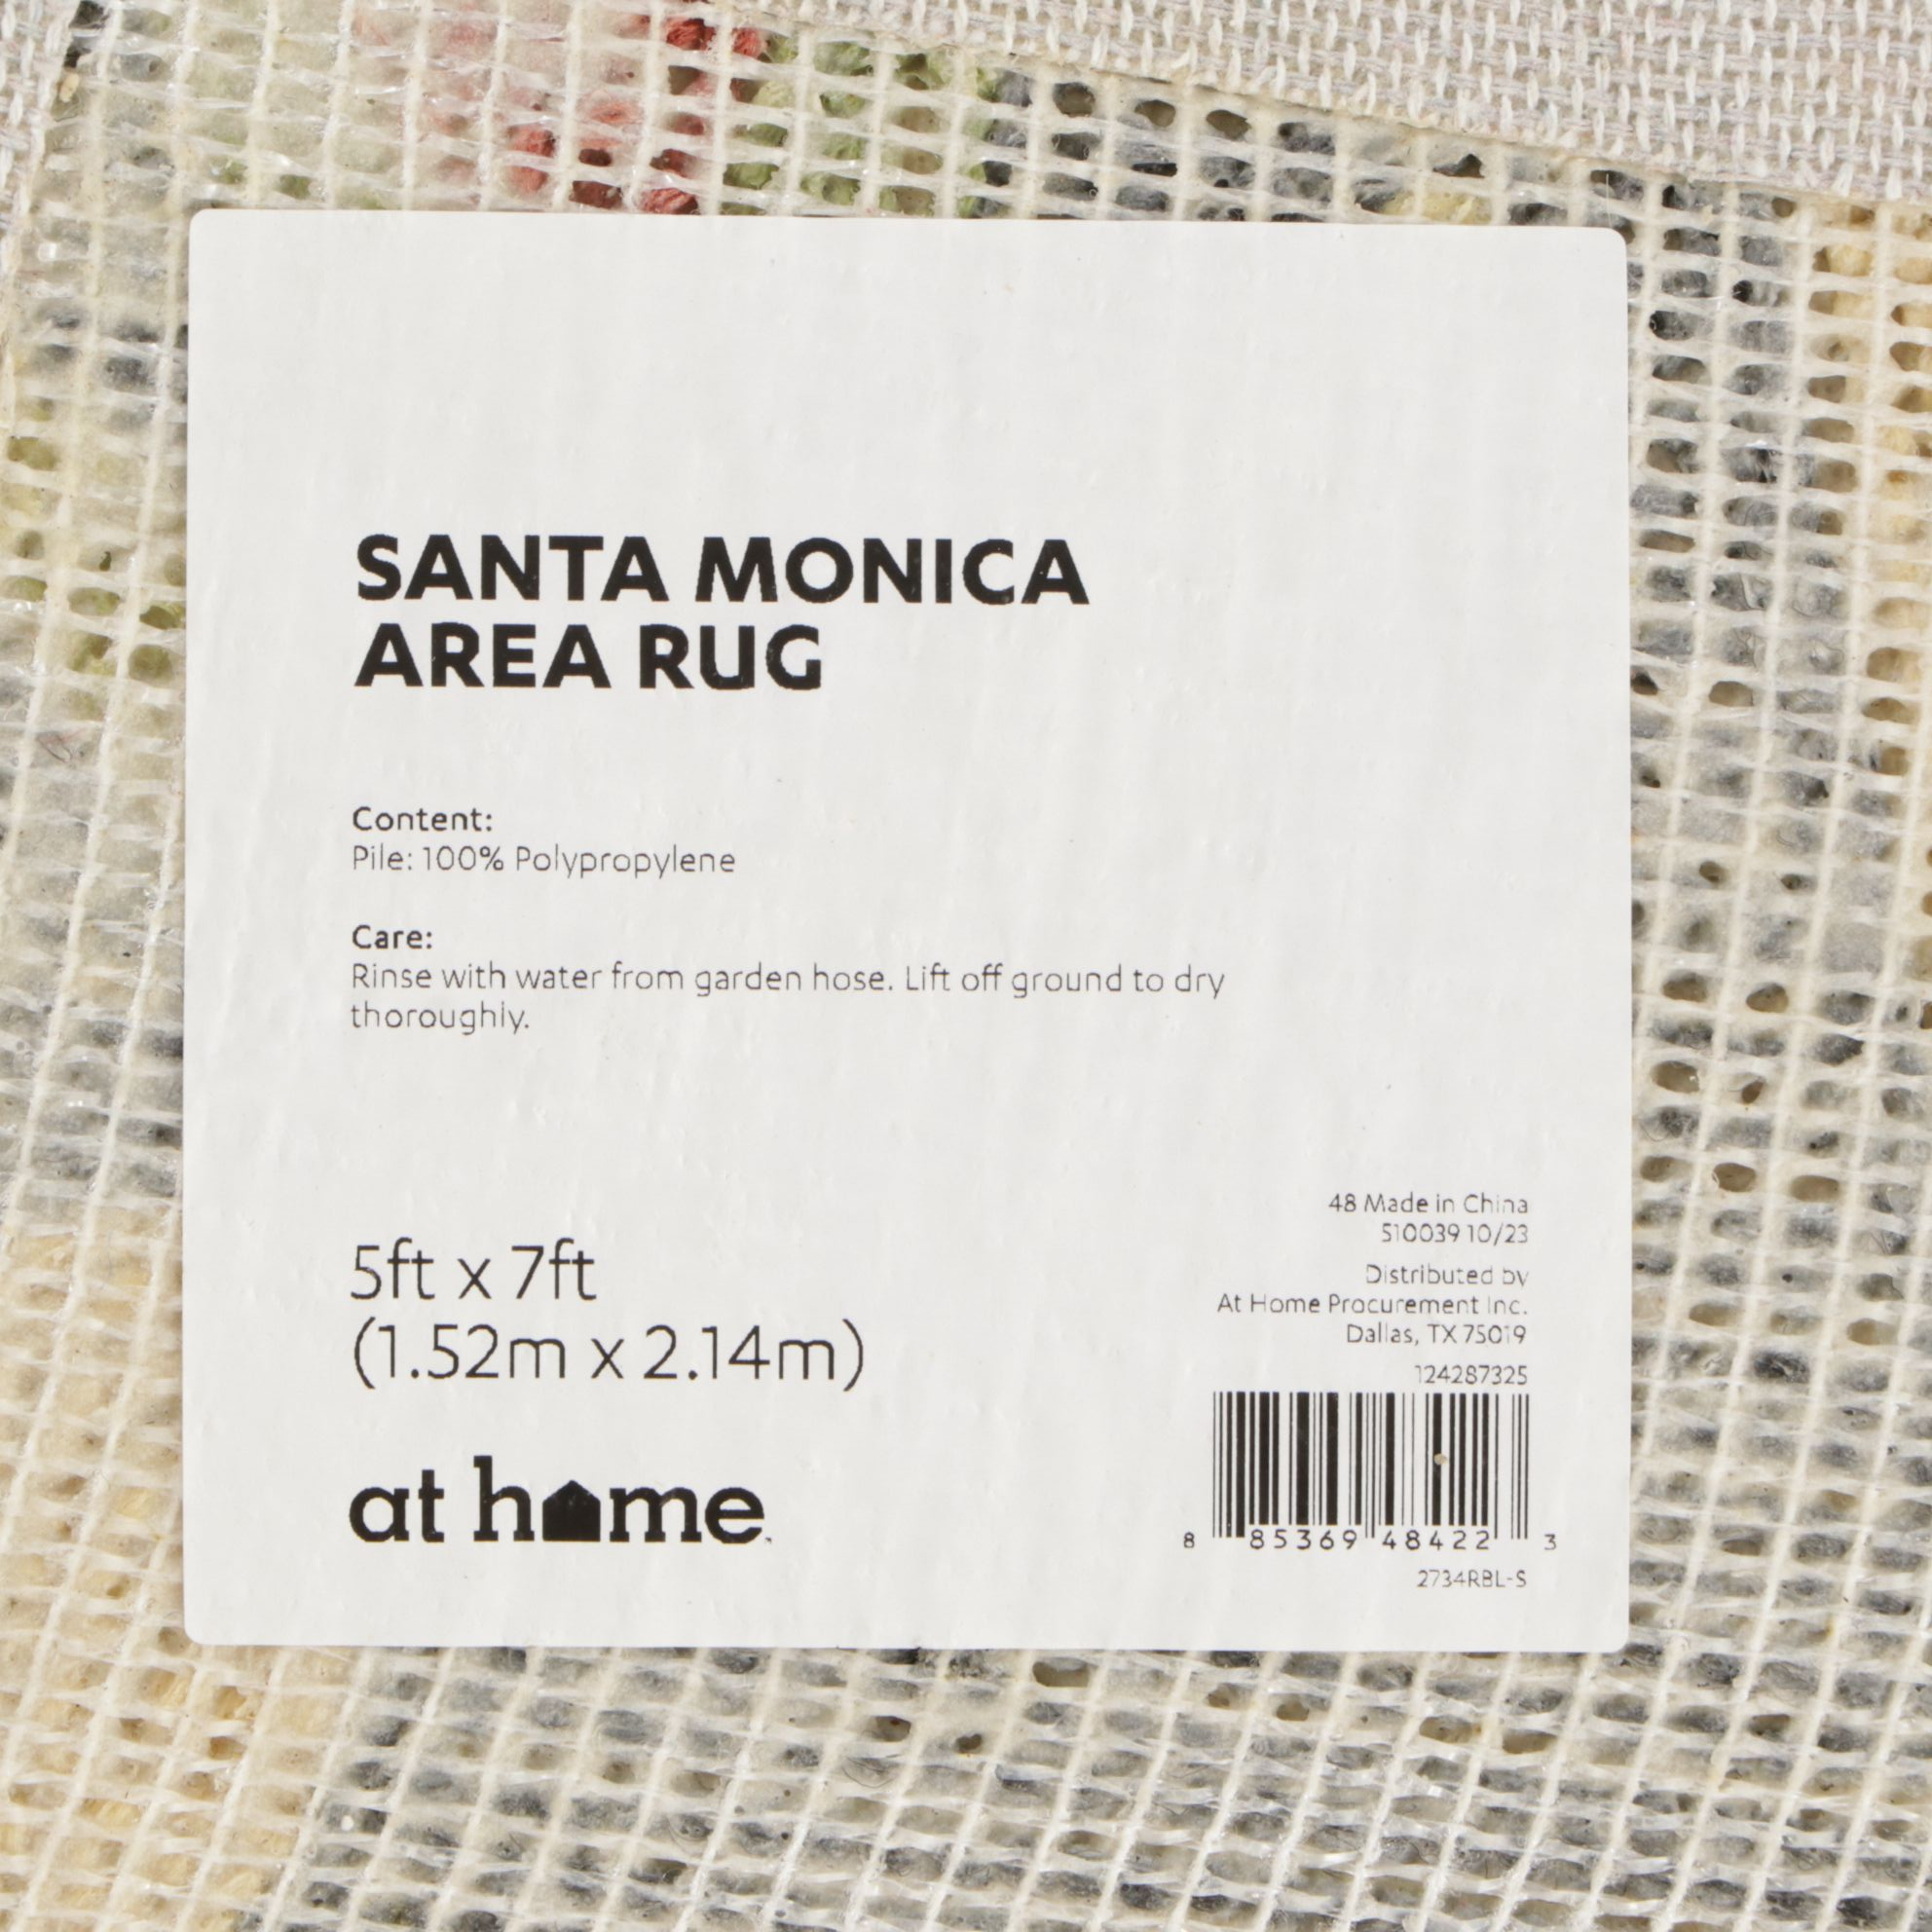 SANTA MONICA
AREA RUG
Content:
Pile: 100% Polypropylene
Care:
Rinse with water from garden hose. Lift off ground to dry
thoroughly.
5ft x 7ft
(1.52m x 2.14m)
at home
48 Made in China
510039 10/23
Distributed by
At Home Procurement Inc.
Dallas, TX 75019
124287325
8 85369 48422 3
2734RBL-S